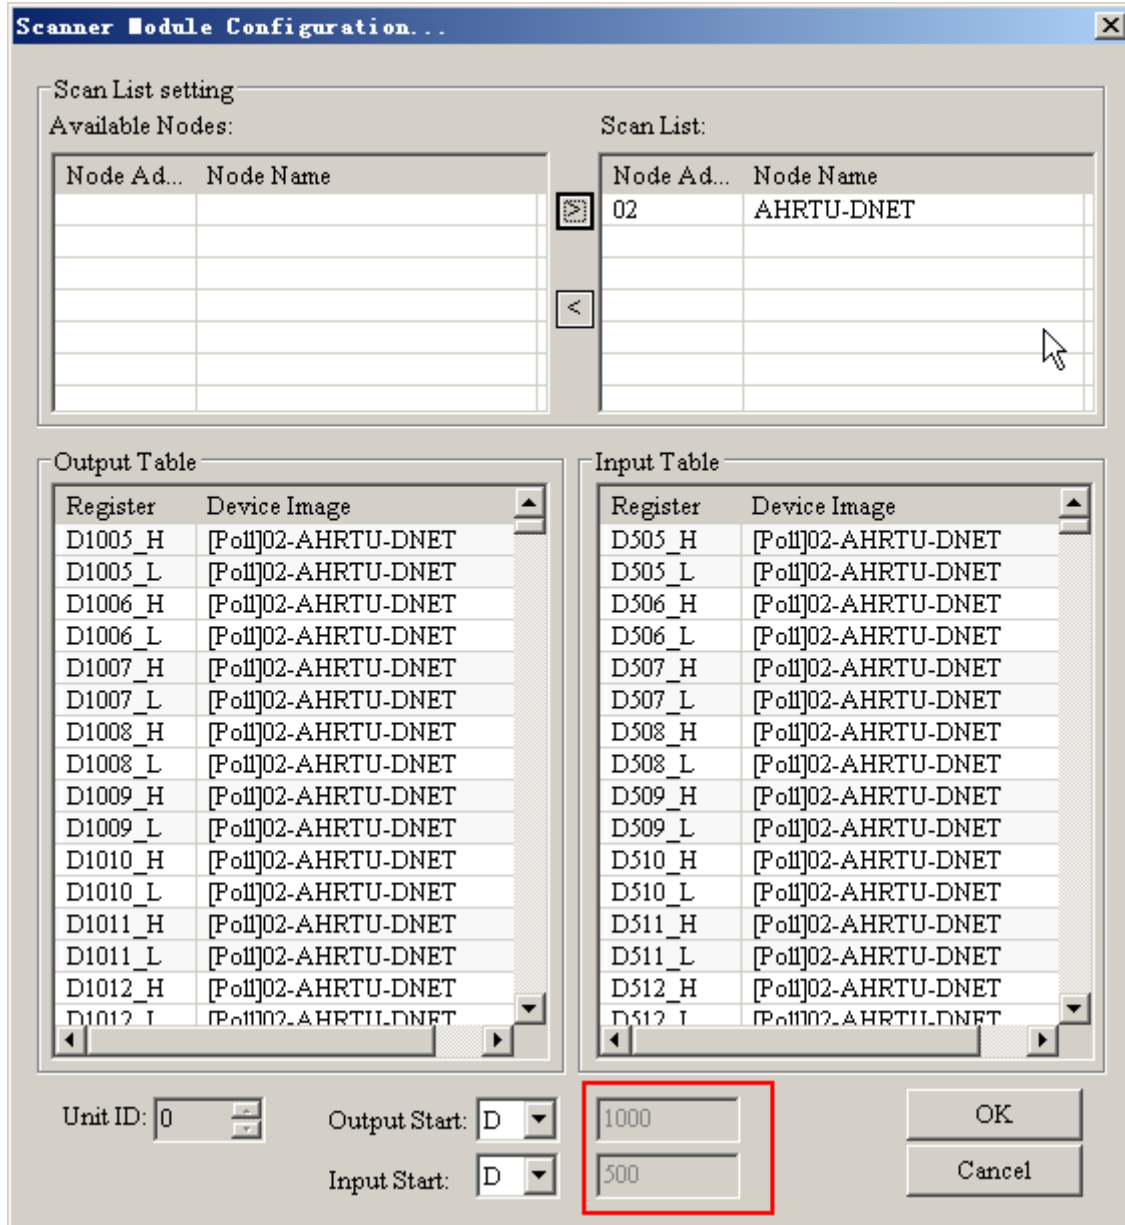 Scanner Module Configuration...
Scan List setting
Available Nodes:
Scan List:
Node Ad... Node Name
Node Ad... Node Name
>
02 AHRTU-DNET
<
Output Table
Input Table
Register Device Image
Register Device Image
D1005_H [Poll]02-AHRTU-DNET
D505_H [Poll]02-AHRTU-DNET
D1005_L [Poll]02-AHRTU-DNET
D505_L [Poll]02-AHRTU-DNET
D1006_H [Poll]02-AHRTU-DNET
D506_H [Poll]02-AHRTU-DNET
D1006_L [Poll]02-AHRTU-DNET
D506_L [Poll]02-AHRTU-DNET
D1007_H [Poll]02-AHRTU-DNET
D507_H [Poll]02-AHRTU-DNET
D1007_L [Poll]02-AHRTU-DNET
D507_L [Poll]02-AHRTU-DNET
D1008_H [Poll]02-AHRTU-DNET
D508_H [Poll]02-AHRTU-DNET
D1008_L [Poll]02-AHRTU-DNET
D508_L [Poll]02-AHRTU-DNET
D1009_H [Poll]02-AHRTU-DNET
D509_H [Poll]02-AHRTU-DNET
D1009_L [Poll]02-AHRTU-DNET
D509_L [Poll]02-AHRTU-DNET
D1010_H [Poll]02-AHRTU-DNET
D510_H [Poll]02-AHRTU-DNET
D1010_L [Poll]02-AHRTU-DNET
D510_L [Poll]02-AHRTU-DNET
D1011_H [Poll]02-AHRTU-DNET
D511_H [Poll]02-AHRTU-DNET
D1011_L [Poll]02-AHRTU-DNET
D511_L [Poll]02-AHRTU-DNET
D1012_H [Poll]02-AHRTU-DNET
D512_H [Poll]02-AHRTU-DNET
D1012_L [Poll]02-AHRTU-DNET
D512_L [Poll]02-AHRTU-DNET
Unit ID: 0
Output Start: D 1000
OK
Input Start: D 500
Cancel